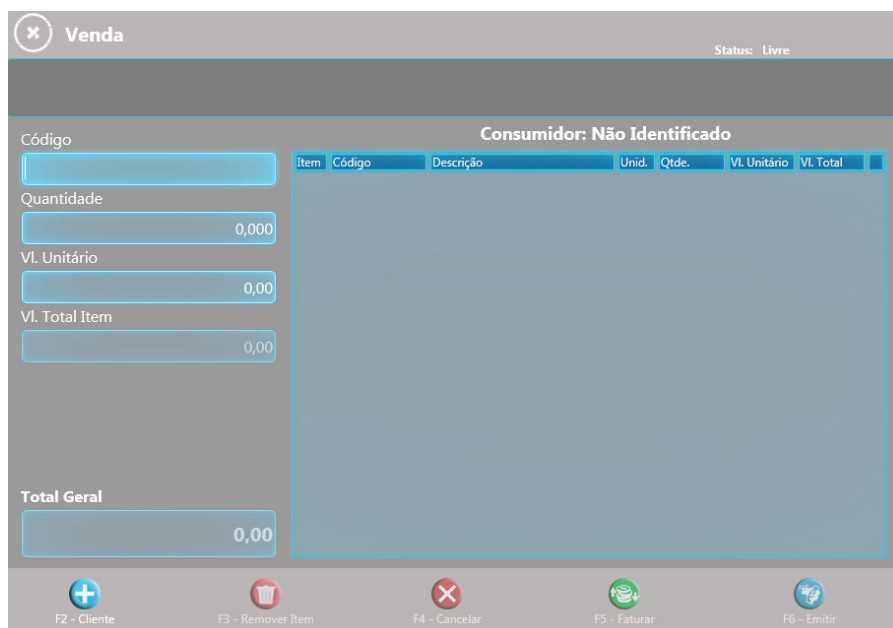 Venda
Status: Livre
Consumidor: Não Identificado
Código
Item Código Descrição Unid. Qtde. Vl. Unitário Vl. Total
Quantidade
0,000
Vl. Unitário
0,00
Vl. Total Item
0,00
Total Geral
0,00
F2 - Cliente F3 - Remover Item F4 - Cancelar F5 - Faturar F6 - Emitir